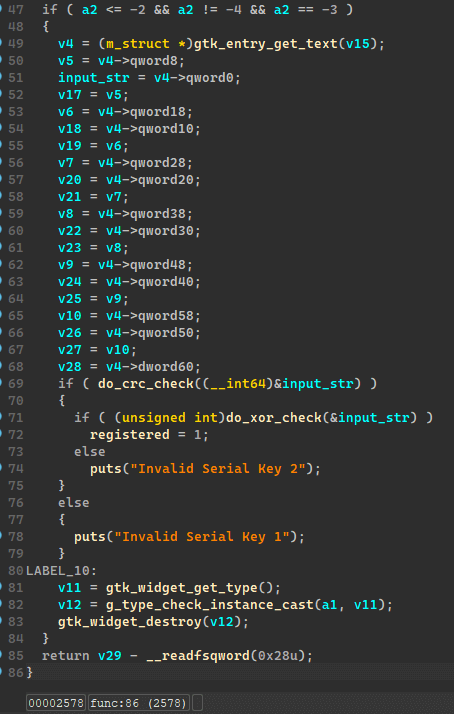 47 if ( a2 <= -2 && a2 != -4 && a2 == -3 )
48 {
49 v4 = (m_struct *)gtk_entry_get_text(v15);
50 v5 = v4->qword8;
51 input_str = v4->qword0;
52 v17 = v5;
53 v6 = v4->qword18;
54 v18 = v4->qword10;
55 v19 = v6;
56 v7 = v4->qword28;
57 v20 = v4->qword20;
58 v21 = v7;
59 v8 = v4->qword38;
60 v22 = v4->qword30;
61 v23 = v8;
62 v9 = v4->qword48;
63 v24 = v4->qword40;
64 v25 = v9;
65 v10 = v4->qword58;
66 v26 = v4->qword50;
67 v27 = v10;
68 v28 = v4->dword60;
69 if ( do_crc_check((__int64)&input_str) )
70 {
71 if ( (unsigned int)do_xor_check(&input_str) )
72 registered = 1;
73 else
74 puts("Invalid Serial Key 2");
75 }
76 else
77 {
78 puts("Invalid Serial Key 1");
79 }
80 LABEL_10:
81 v11 = gtk_widget_get_type();
82 v12 = g_type_check_instance_cast(a1, v11);
83 gtk_widget_destroy(v12);
84 }
85 return v29 - __readfsqword(0x28u);
86 }
00002578 func:86 (2578)